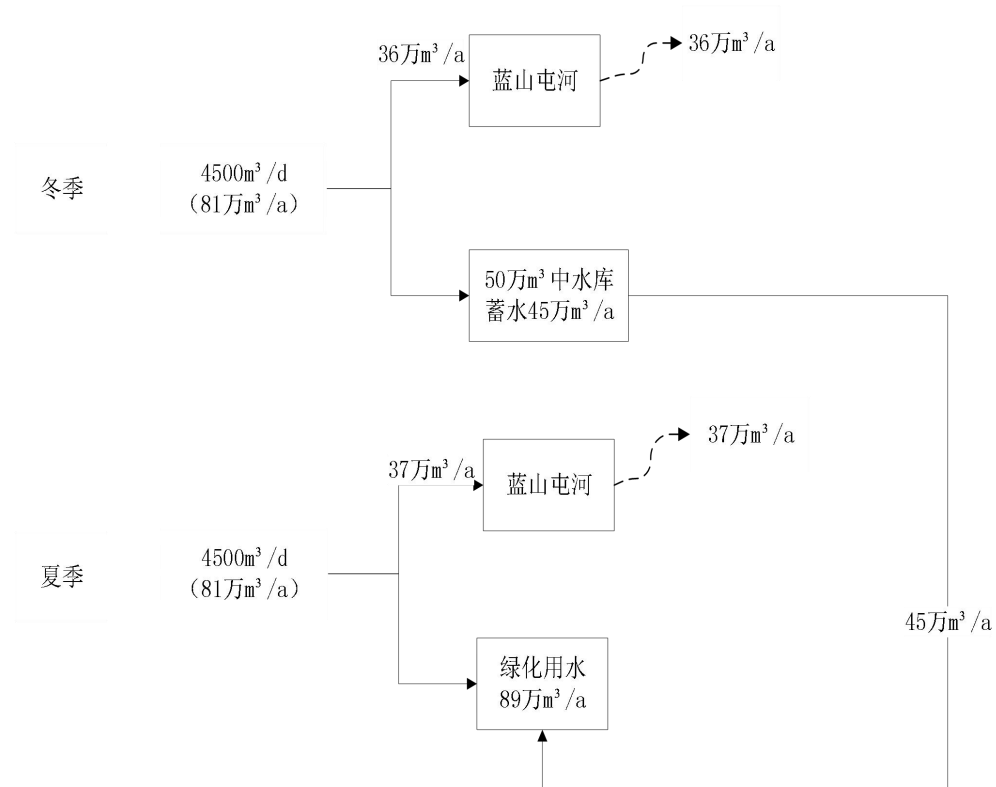 36万m³/a
36万m³/a
蓝山屯河
冬季
4500m³/d
（81万m³/a）
50万m³中水库
蓄水45万m³/a
37万m³/a
37万m³/a
蓝山屯河
夏季
4500m³/d
（81万m³/a）
45万m³/a
绿化用水
89万m³/a